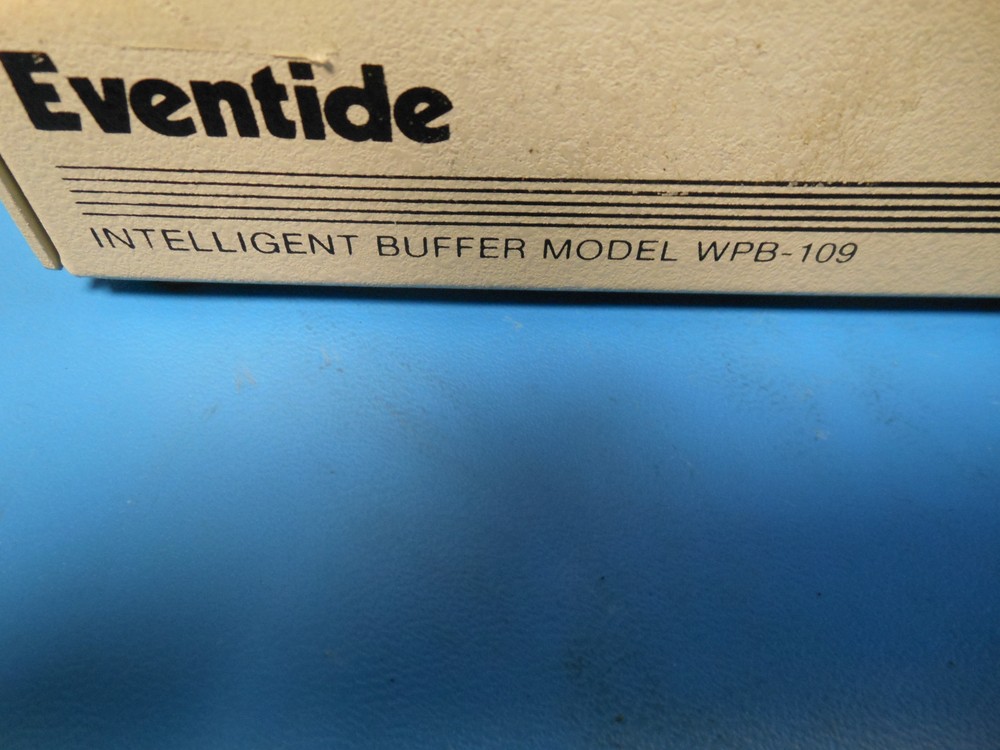 Eventide
INTELLIGENT BUFFER MODEL WPB-109